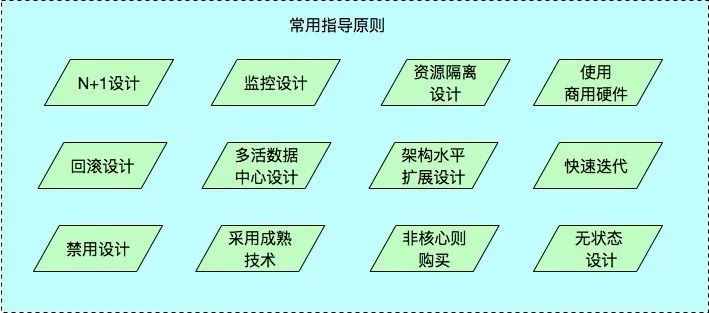 常用指导原则
N+1设计
监控设计
资源隔离
设计
使用
商用硬件
回滚设计
多活数据
中心设计
架构水平
扩展设计
快速迭代
禁用设计
采用成熟
技术
非核心则
购买
无状态
设计